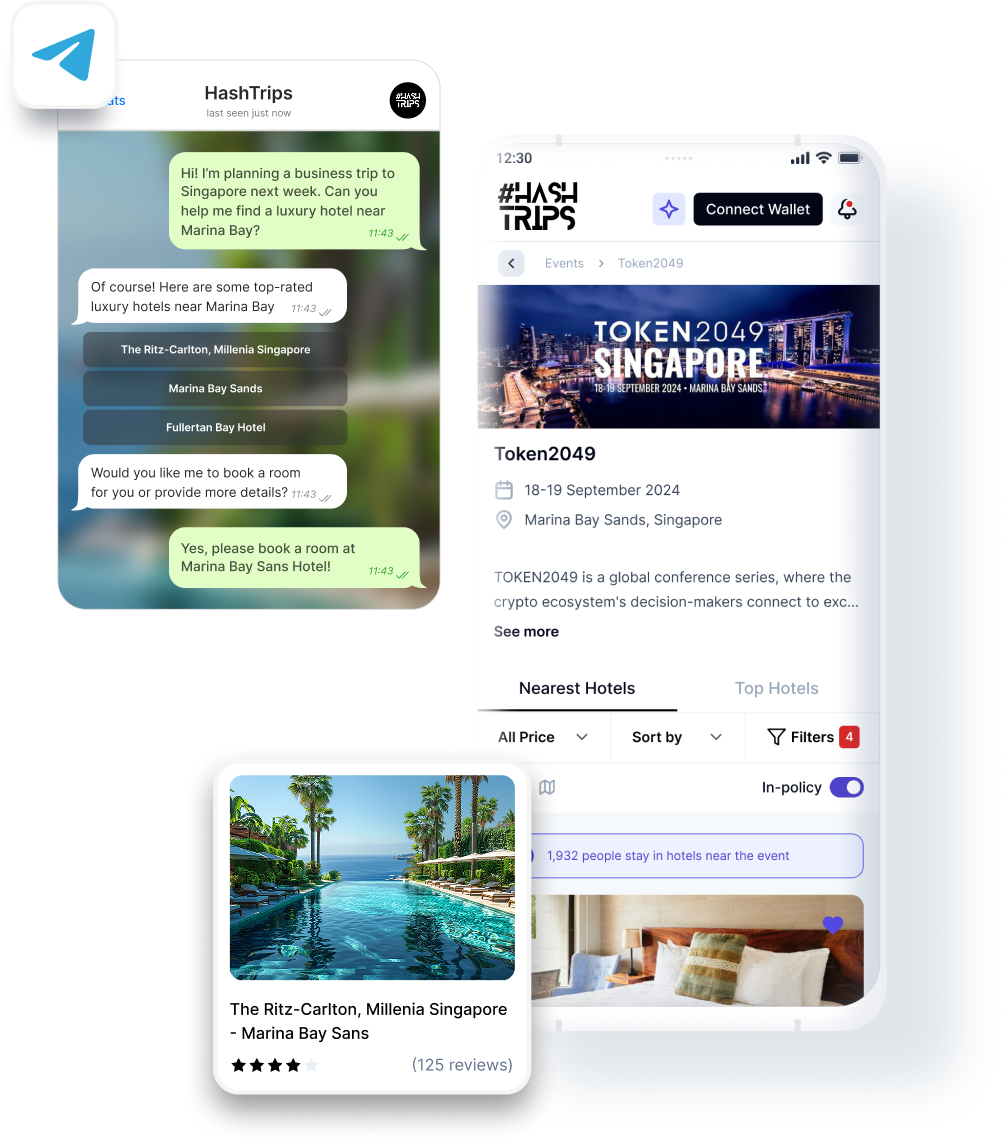 ats
HashTrips
last seen just now
#HASH
TRIPS
Hi! I'm planning a business trip to
Singapore next week. Can you
help me find a luxury hotel near
Marina Bay?
11:43
Of course! Here are some top-rated
luxury hotels near Marina Bay
11:43
The Ritz-Carlton, Millenia Singapore
Marina Bay Sands
Fullertan Bay Hotel
Would you like me to book a room
for you or provide more details? 11:43
Yes, please book a room at
Marina Bay Sans Hotel!
11:43
12:30
#HASH
TRIPS
Connect Wallet
Events > Token2049
TOKEN2049
SINGAPORE
18-19 SEPTEMBER 2024 • MARINA BAY SANDS
Token2049
18-19 September 2024
Marina Bay Sands, Singapore
TOKEN2049 is a global conference series, where the
crypto ecosystem's decision-makers connect to exc...
See more
Nearest Hotels
Top Hotels
All Price
Sort by
Filters 4
In-policy
1,932 people stay in hotels near the event
The Ritz-Carlton, Millenia Singapore
- Marina Bay Sans
(125 reviews)